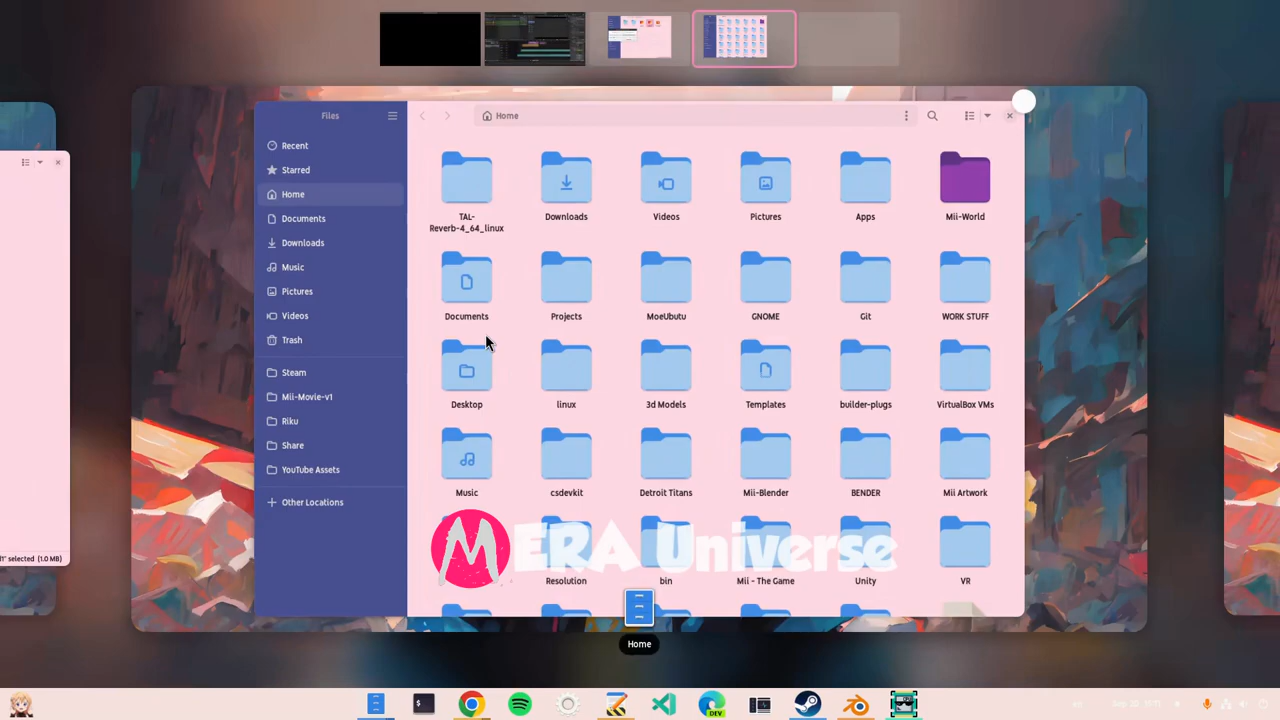 Files
Home
Recent
Starred
Home
Documents
Downloads
Music
Pictures
Videos
Trash
Steam
Mii-Movie-v1
Riku
Share
YouTube Assets
Other Locations
TAL-
Reverb-4_64_linux
Downloads
Videos
Pictures
Apps
Mii-World
Documents
Projects
MoeUbutu
GNOME
Git
WORK STUFF
Desktop
linux
3d Models
Templates
builder-plugs
VirtualBox VMs
Music
csdevkit
Detroit Titans
Mii-Blender
BENDER
Mii Artwork
MERA Universe
Resolution
bin
Mii - The Game
Unity
VR
selected (1.0 MB)
Home
DEV